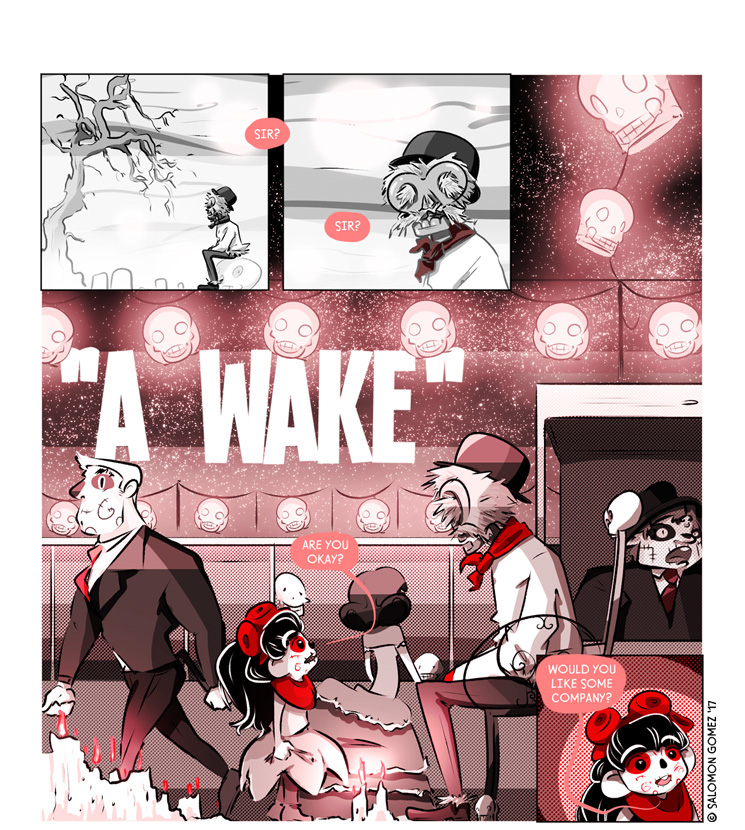 SIR?
SIR?
"A WAKE"
ARE YOU
OKAY?
WOULD YOU
LIKE SOME
COMPANY?
© SALOMON GOMEZ '17